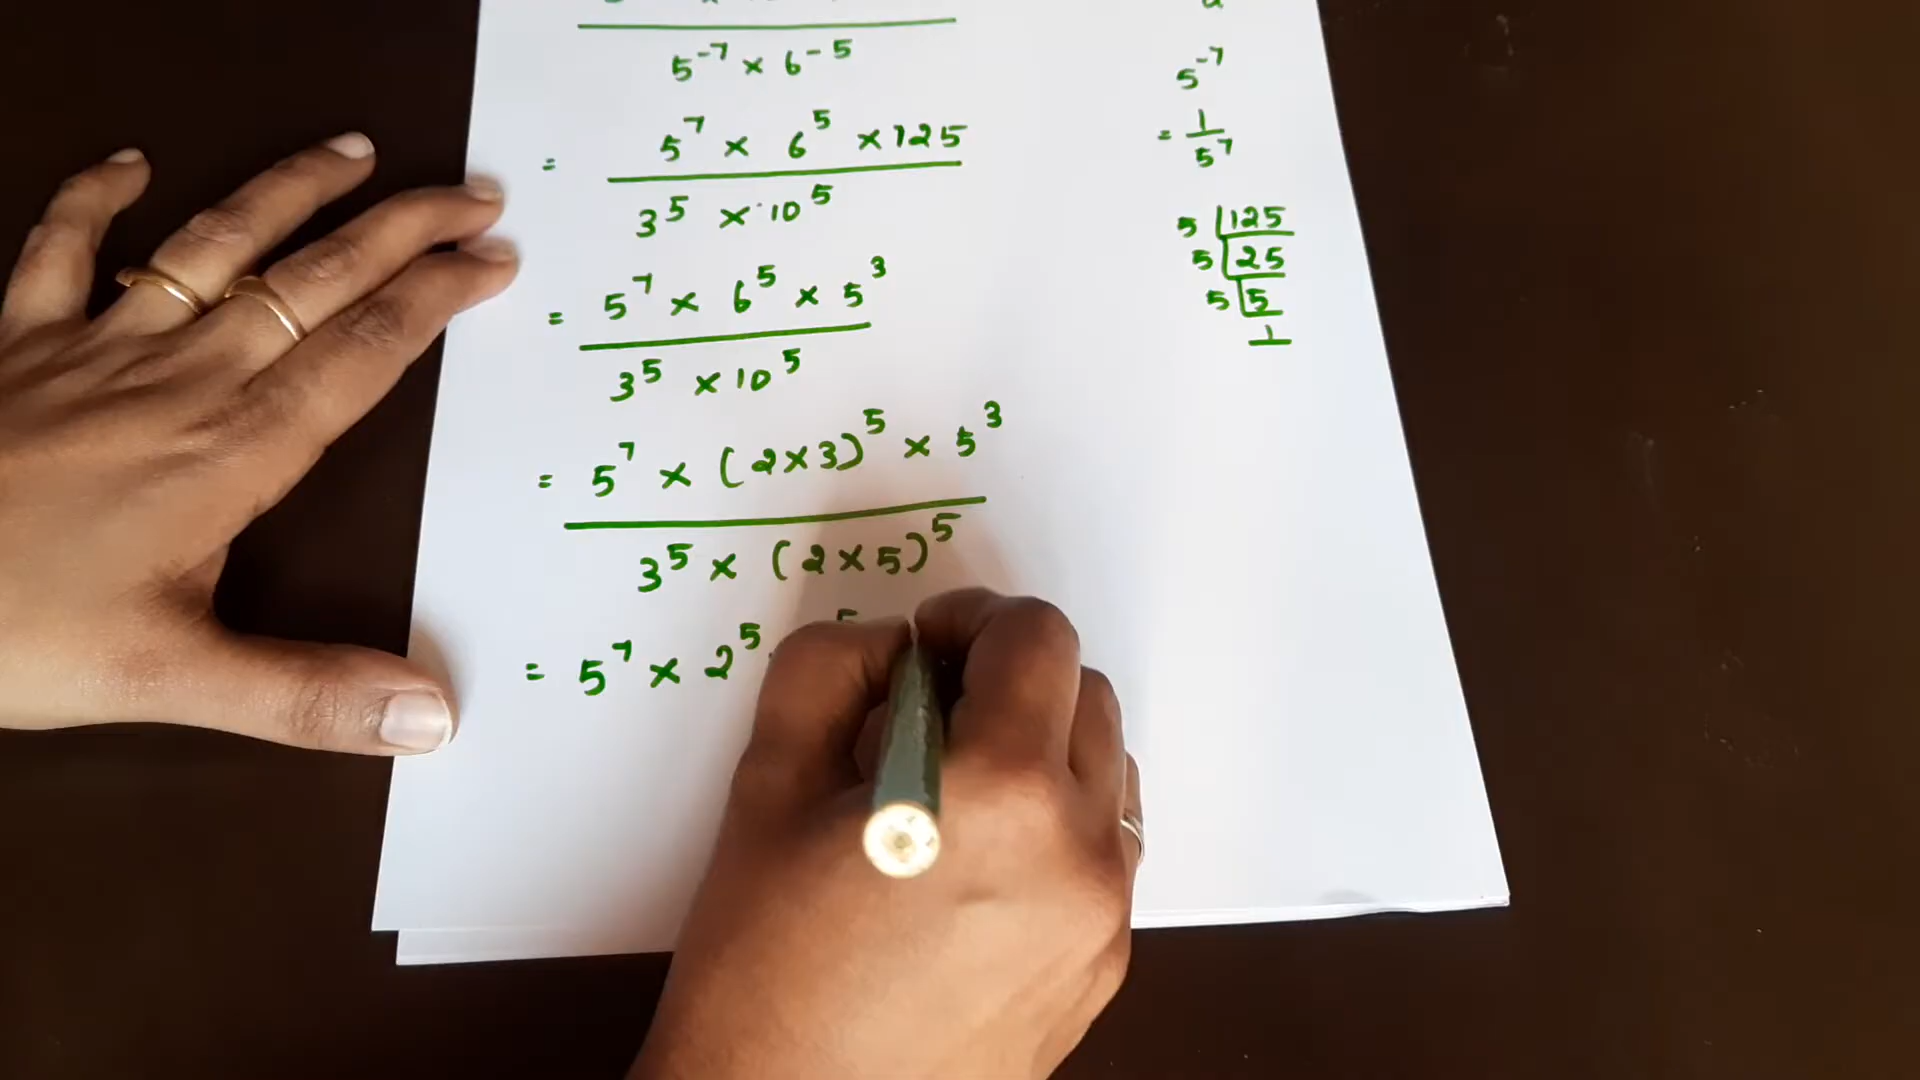 5⁻⁷ × 6⁻⁵
= 5⁷ × 6⁵ × 125
3⁵ × 10⁵
= 5⁷ × 6⁵ × 5³
3⁵ × 10⁵
= 5⁷ × (2×3)⁵ × 5³
3⁵ × (2×5)⁵
= 5⁷ × 2⁵
5⁻⁷
= 1
5⁷
5 125
5 25
5 5
1